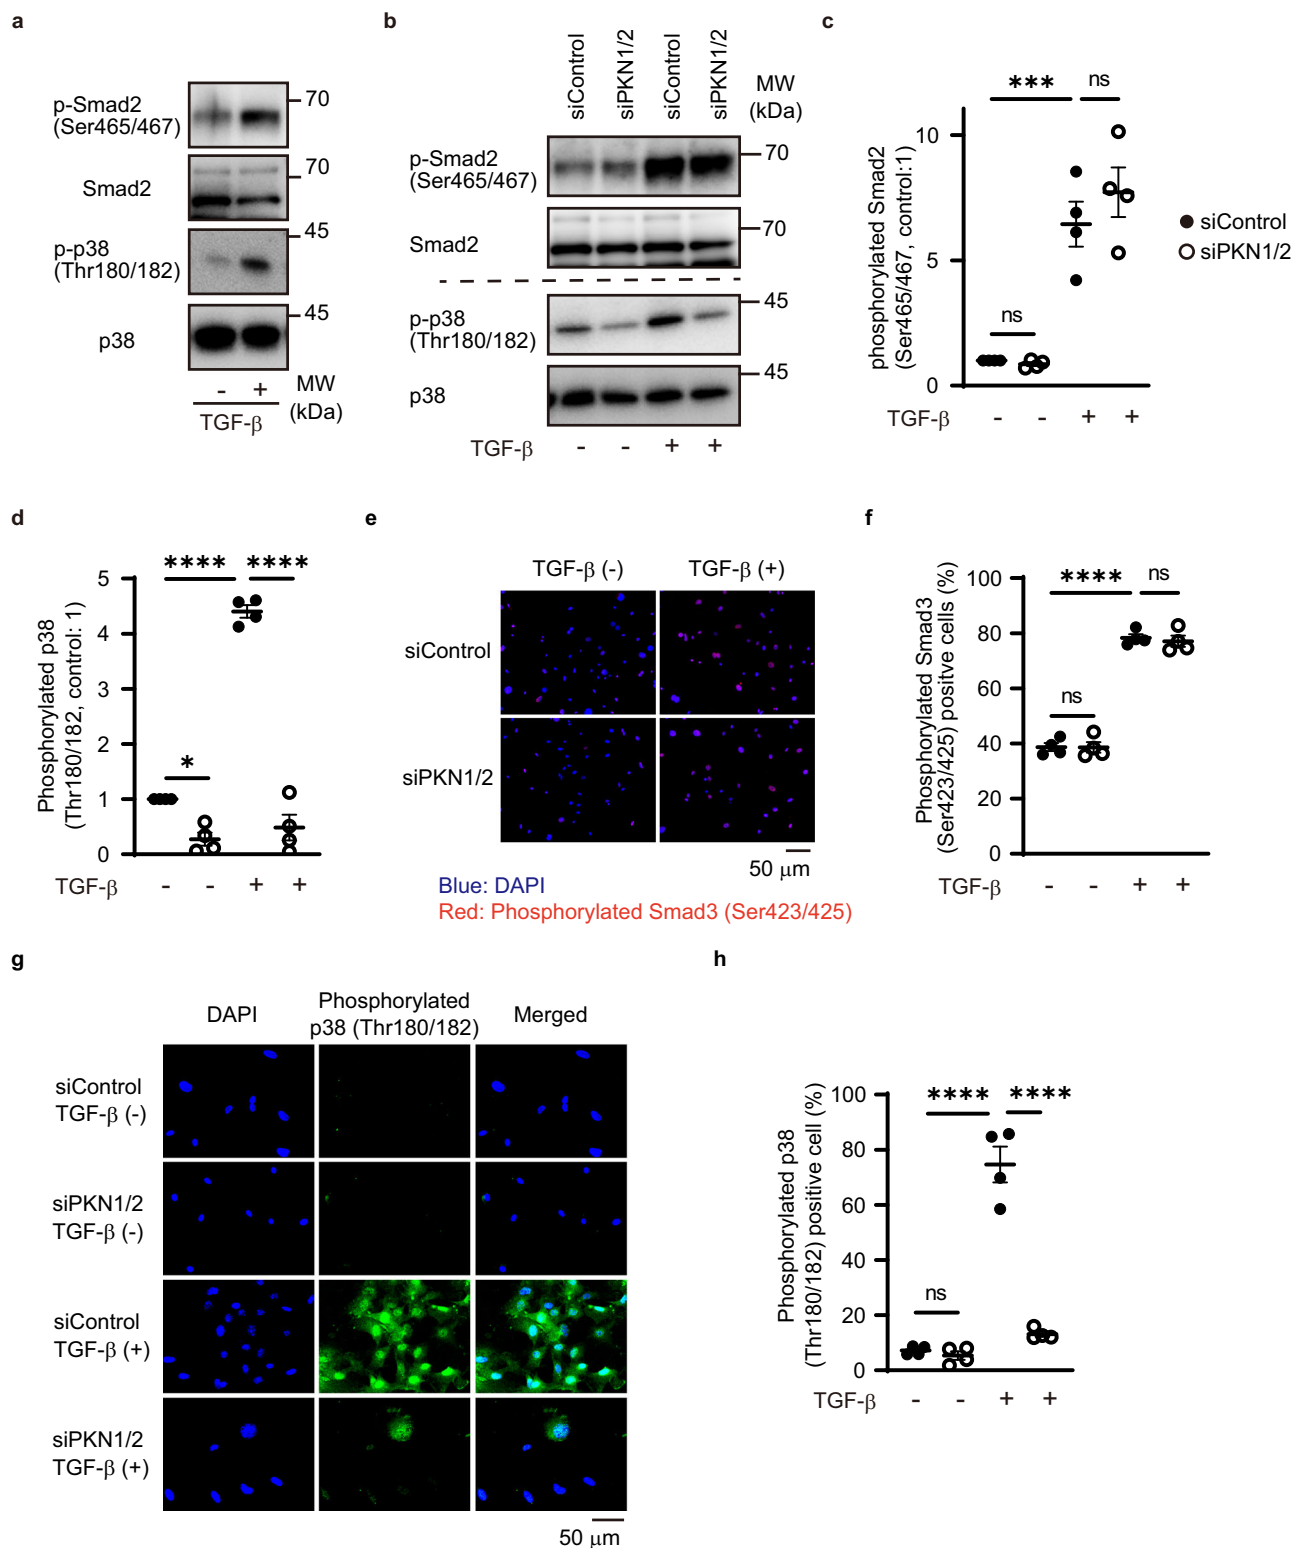 a
p-Smad2
(Ser465/467)
70
Smad2
70
p-p38
(Thr180/182)
45
p38
45
- +
MW
(kDa)
TGF-β
b
siControl
siPKN1/2
siControl
siPKN1/2
MW
(kDa)
p-Smad2
(Ser465/467)
70
Smad2
70
p-p38
(Thr180/182)
45
p38
45
TGF-β - - + +
c
phosphorylated Smad2
(Ser465/467, control:1)
*** ns
10
5
ns
0
TGF-β - - + +
siControl
siPKN1/2
d
Phosphorylated p38
(Thr180/182, control: 1)
**** ****
5
4
3
2
*
1
0
TGF-β - - + +
e
TGF-β (-) TGF-β (+)
siControl
siPKN1/2
50 μm
Blue: DAPI
Red: Phosphorylated Smad3 (Ser423/425)
f
Phosphorylated Smad3
(Ser423/425) positive cells (%)
100
**** ns
80
60
ns
40
20
0
TGF-β - - + +
g
DAPI
Phosphorylated
p38 (Thr180/182)
Merged
siControl
TGF-β (-)
siPKN1/2
TGF-β (-)
siControl
TGF-β (+)
siPKN1/2
TGF-β (+)
50 μm
h
Phosphorylated p38
(Thr180/182) positive cell (%)
100
**** ****
80
60
40
20
ns
0
TGF-β - - + +